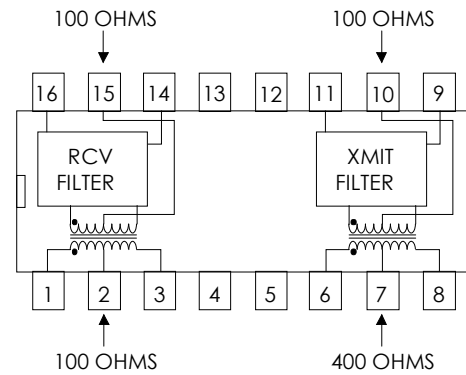 100 OHMS 100 OHMS
16 15 14 13 12 11 10 9
RCV XMIT
FILTER FILTER
1 2 3 4 5 6 7 8
100 OHMS 400 OHMS